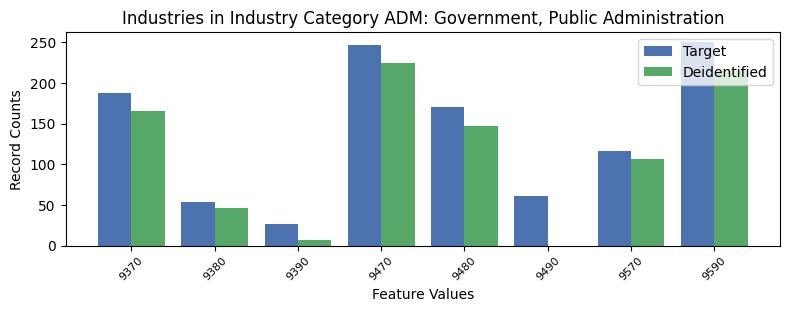 Industries in Industry Category ADM: Government, Public Administration
Target
Deidentified
Record Counts
250
200
150
100
50
0
9370
9380
9390
9470
9480
9490
9570
9590
Feature Values